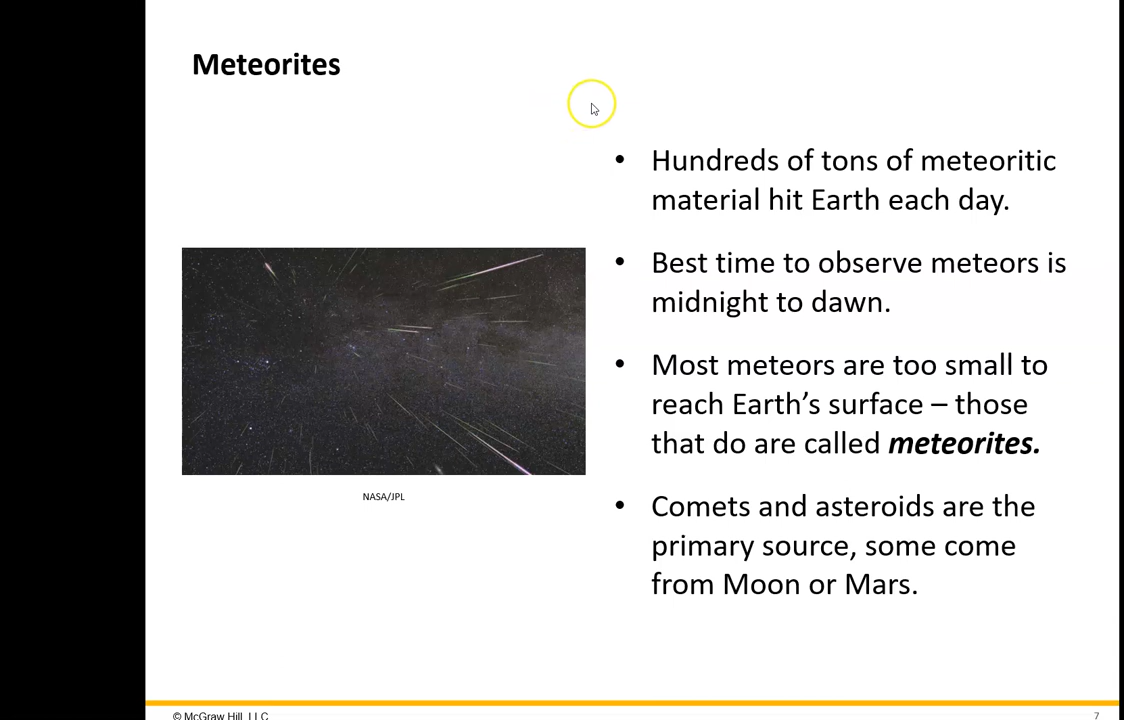 Meteorites
• Hundreds of tons of meteoritic
material hit Earth each day.
• Best time to observe meteors is
midnight to dawn.
• Most meteors are too small to
reach Earth’s surface – those
that do are called meteorites.
• Comets and asteroids are the
primary source, some come
from Moon or Mars.
NASA/JPL
© McGraw Hill, LLC
7